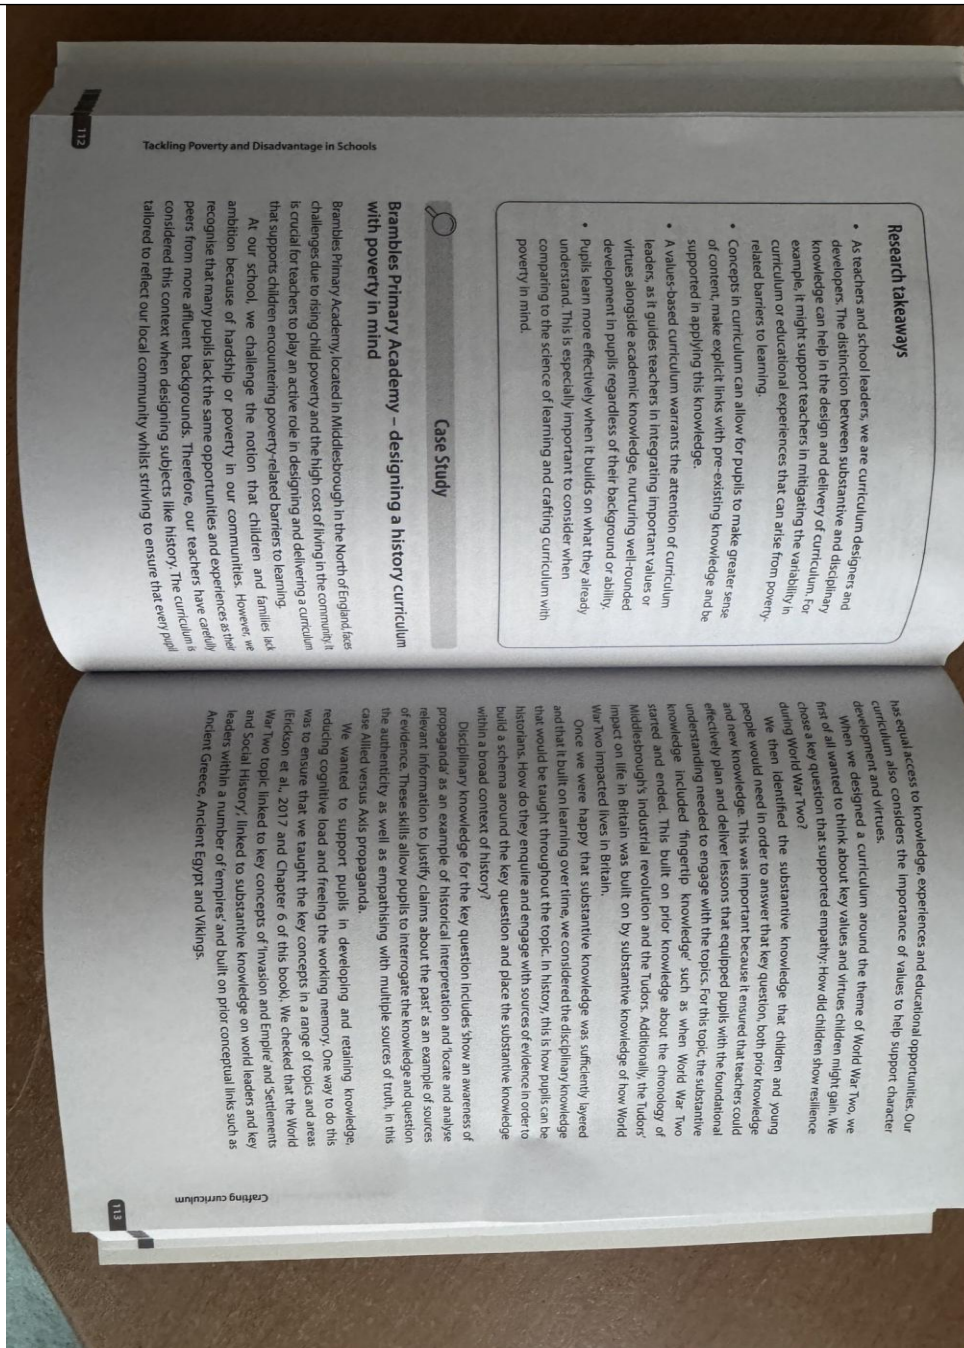 Research takeaways
• As teachers and school leaders, we are curriculum designers and
developers. The distinction between substantive and disciplinary
knowledge can help in the design and delivery of curriculum. For
example, it might support teachers in mitigating the variability in
curriculum or educational experiences that can arise from poverty-
related barriers to learning.
• Concepts in curriculum can allow for pupils to make greater sense
of content, make explicit links with pre-existing knowledge and be
supported in applying this knowledge.
• A values-based curriculum warrants the attention of curriculum
leaders, as it guides teachers in integrating important values or
virtues alongside academic knowledge, nurturing well-rounded
development in pupils regardless of their background or ability.
• Pupils learn more effectively when it builds on what they already
understand. This is especially important to consider when
comparing to the science of learning and crafting curriculum with
poverty in mind.
Case Study
Brambles Primary Academy – designing a history curriculum
with poverty in mind
Brambles Primary Academy, located in Middlesbrough in the North of England, faces
challenges due to rising child poverty and the high cost of living in the community. It
is crucial for teachers to play an active role in designing and delivering a curriculum
that supports children encountering poverty-related barriers to learning.
At our school, we challenge the notion that children and families lack
ambition because of hardship or poverty in our communities. However, we
recognise that many pupils lack the same opportunities and experiences as their
peers from more affluent backgrounds. Therefore, our teachers have carefully
considered this context when designing subjects like history. The curriculum is
tailored to reflect our local community whilst striving to ensure that every pupil
Tackling Poverty and Disadvantage in Schools
112
has equal access to knowledge, experiences and educational opportunities. Our
curriculum also considers the importance of values to help support character
development and virtues.
When we designed a curriculum around the theme of World War Two, we
first of all wanted to think about key values and virtues children might gain. We
chose a key question that supported empathy: How did children show resilience
during World War Two?
We then identified the substantive knowledge that children and young
people would need in order to answer that key question, both prior knowledge
and new knowledge. This was important because it ensured that teachers could
effectively plan and deliver lessons that equipped pupils with the foundational
understanding needed to engage with the topics. For this topic, the substantive
knowledge included 'fingertip knowledge' such as when World War Two
started and ended. This built on prior knowledge about the chronology of
Middlesbrough's industrial revolution and the Tudors. Additionally, the Tudors'
impact on life in Britain was built on by substantive knowledge of how World
War Two impacted lives in Britain.
Once we were happy that substantive knowledge was sufficiently layered
and that it built on learning over time, we considered the disciplinary knowledge
that would be taught throughout the topic. In history, this is how pupils can be
historians. How do they enquire and engage with sources of evidence in order to
build a schema around the key question and place the substantive knowledge
within a broad context of history?
Disciplinary knowledge for the key question includes 'show an awareness of
propaganda' as an example of historical interpretation and 'locate and analyse
relevant information to justify claims about the past' as an example of sources
of evidence. These skills allow pupils to interrogate the knowledge and question
the authenticity as well as empathising with multiple sources of truth, in this
case Allied versus Axis propaganda.
We wanted to support pupils in developing and retaining knowledge,
reducing cognitive load and freeing the working memory. One way to do this
was to ensure that we taught the key concepts in a range of topics and areas
(Erickson et al., 2017 and Chapter 6 of this book). We checked that the World
War Two topic linked to key concepts of 'Invasion and Empire' and 'Settlements
and Social History', linked to substantive knowledge on world leaders and key
leaders within a number of 'empires' and built on prior conceptual links such as
Ancient Greece, Ancient Egypt and Vikings.
Crafting curriculum
113